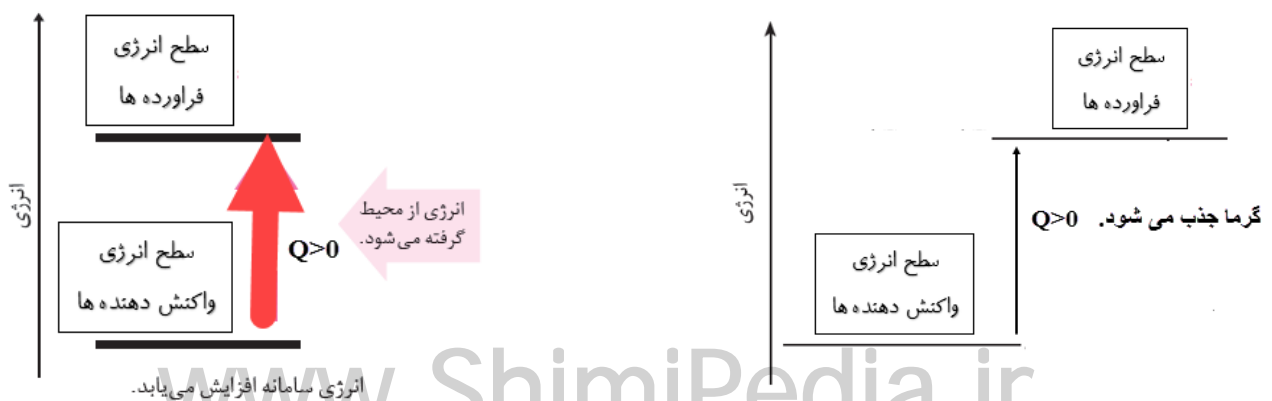 سطح انرژی
فراورده ها
انرژی
انرژی از محیط
گرفته می‌شود.
Q>0
سطح انرژی
واکنش دهنده ها
انرژی سامانه افزایش می‌یابد.
سطح انرژی
فراورده ها
انرژی
گرما جذب می شود. Q>0
سطح انرژی
واکنش دهنده ها
www.ShimiPedia.ir